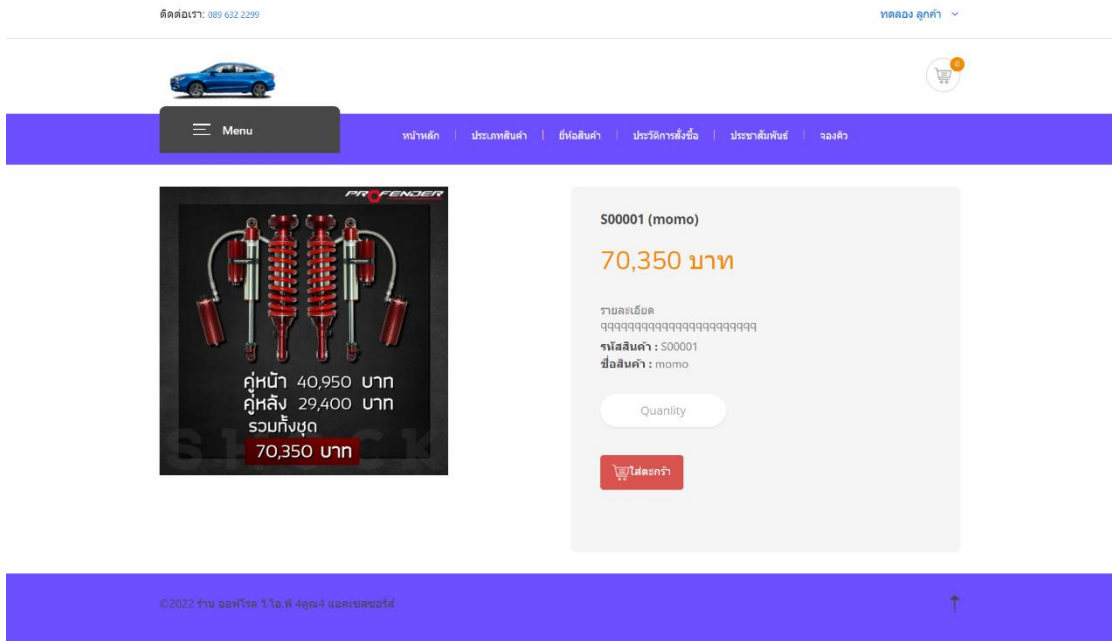 ติดต่อเรา: 089 632 2299
ทดลอง ลูกค้า
0
Menu
หน้าหลัก
ประเภทสินค้า
ยี่ห้อสินค้า
ประวัติการสั่งซื้อ
ประชาสัมพันธ์
จองคิว
PROFENDER
คู่หน้า 40,950 บาท
คู่หลัง 29,400 บาท
รวมทั้งชุด
70,350 บาท
SHOCK
S00001 (momo)
70,350 บาท
รายละเอียด
qqqqqqqqqqqqqqqqqqqqqqq
รหัสสินค้า : S00001
ชื่อสินค้า : momo
Quanlity
ใส่ตะกร้า
©2022 ร้าน ออฟโรด วี.ไอ.พี 4คูณ4 แอคเซสซอรี่ส์